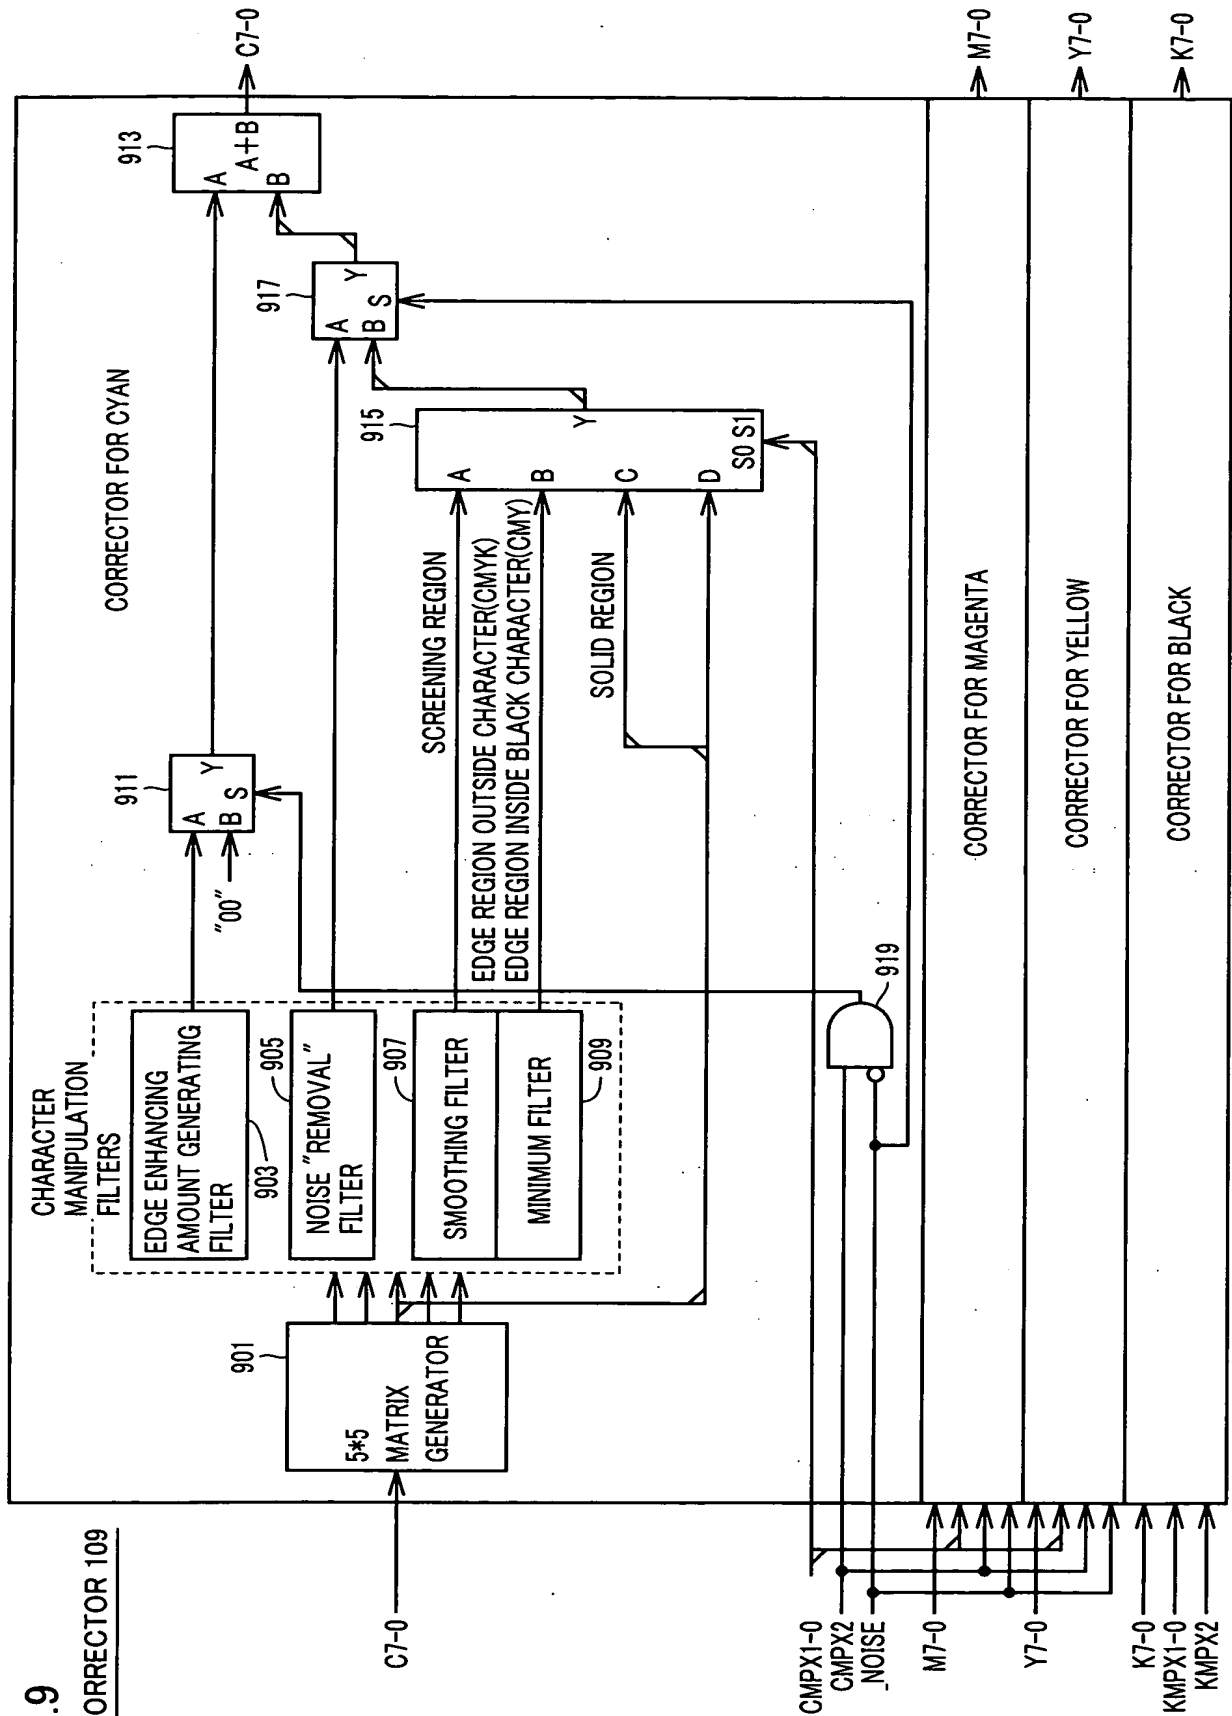 .9
ORRECTOR 109
CORRECTOR FOR CYAN
C7-0
901
5*5
MATRIX
GENERATOR
CHARACTER
MANIPULATION
FILTERS
EDGE ENHANCING
AMOUNT GENERATING
FILTER
903
NOISE "REMOVAL"
FILTER
905
907
SMOOTHING FILTER
MINIMUM FILTER
909
"00"
911
A
B
S
Y
SCREENING REGION
EDGE REGION OUTSIDE CHARACTER(CMYK)
EDGE REGION INSIDE BLACK CHARACTER(CMY)
SOLID REGION
915
A
B
C
D
Y
S0 S1
917
A
B
S
Y
913
A
A+B
B
C7-0
919
CMPX1-0
CMPX2
_NOISE
M7-0
CORRECTOR FOR MAGENTA
M7-0
Y7-0
CORRECTOR FOR YELLOW
Y7-0
K7-0
KMPX1-0
KMPX2
CORRECTOR FOR BLACK
K7-0